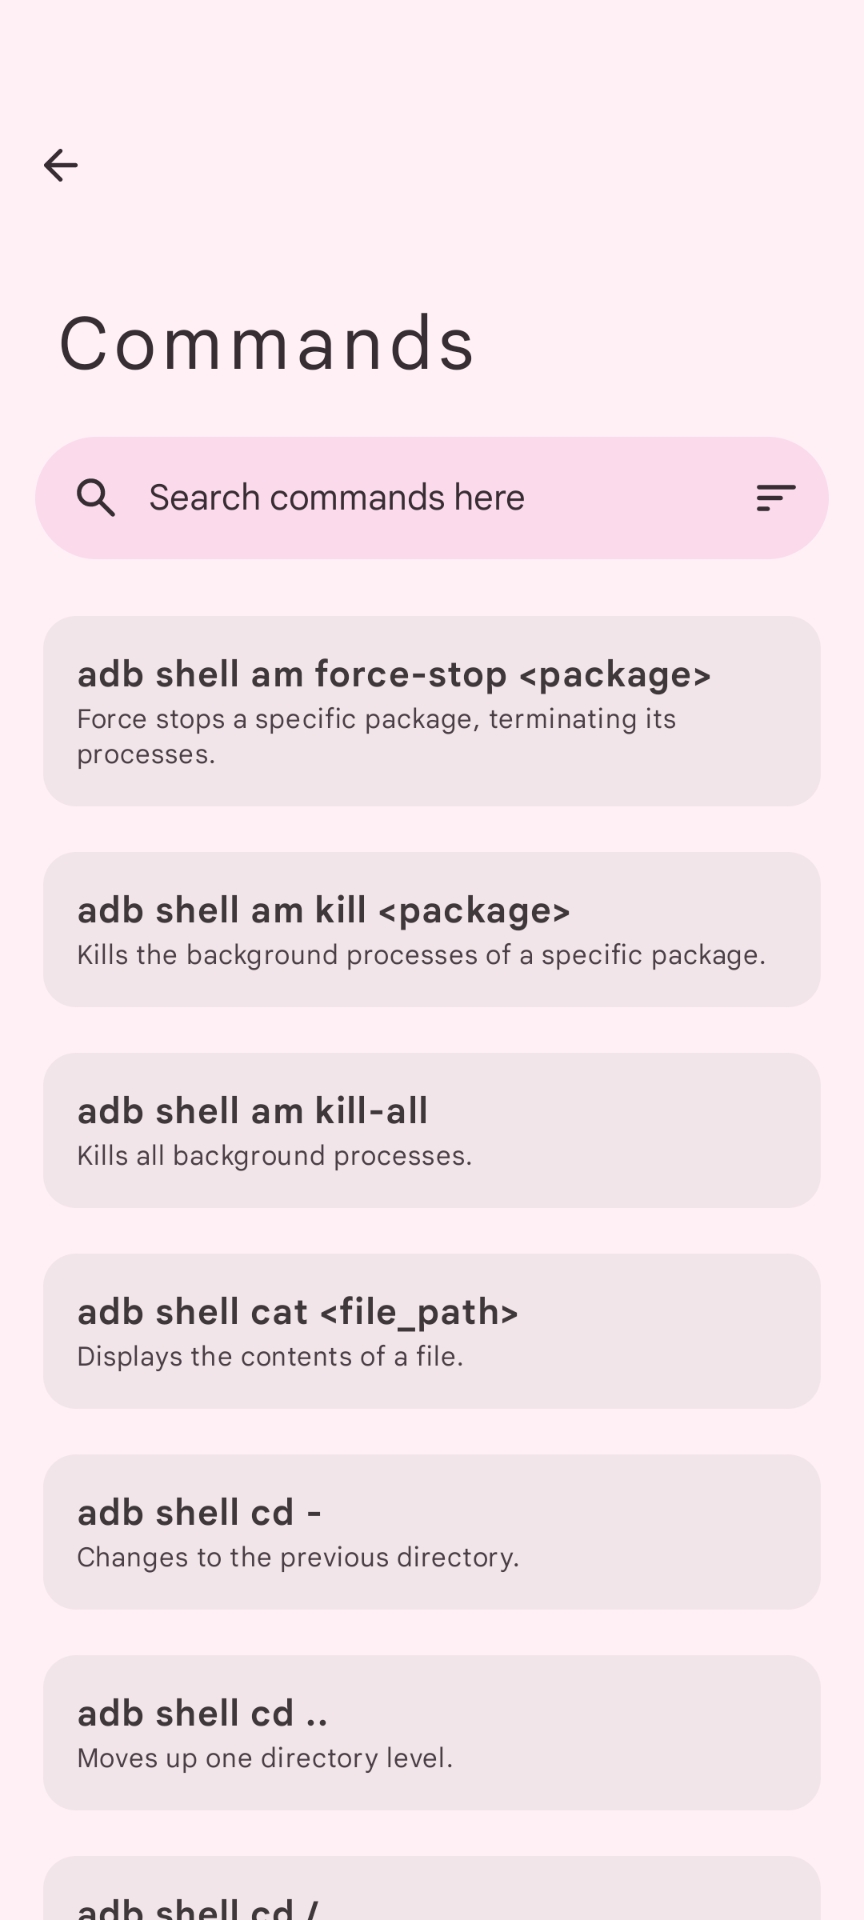 Commands
Search commands here
adb shell am force-stop <package>
Force stops a specific package, terminating its
processes.
adb shell am kill <package>
Kills the background processes of a specific package.
adb shell am kill-all
Kills all background processes.
adb shell cat <file_path>
Displays the contents of a file.
adb shell cd -
Changes to the previous directory.
adb shell cd ..
Moves up one directory level.
adb shell cd /